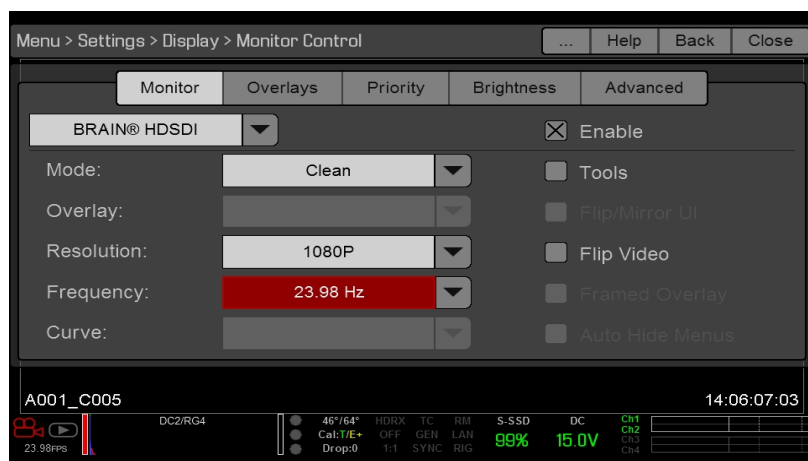 Menu > Settings > Display > Monitor Control ... Help Back Close
Monitor Overlays Priority Brightness Advanced
BRAIN® HDSDI Enable
Mode: Clean Tools
Overlay: Flip/Mirror UI
Resolution: 1080P Flip Video
Frequency: 23.98 Hz Framed Overlay
Curve: Auto Hide Menus
A001_C005 14:06:07:03
DC2/RG4 46°/64° HDRX TC RM S-SSD DC Ch1
Cal:T/E+ OFF GEN LAN 99% 15.0V Ch2
23.98FPS Drop:0 1:1 SYNC RIG Ch3
Ch4